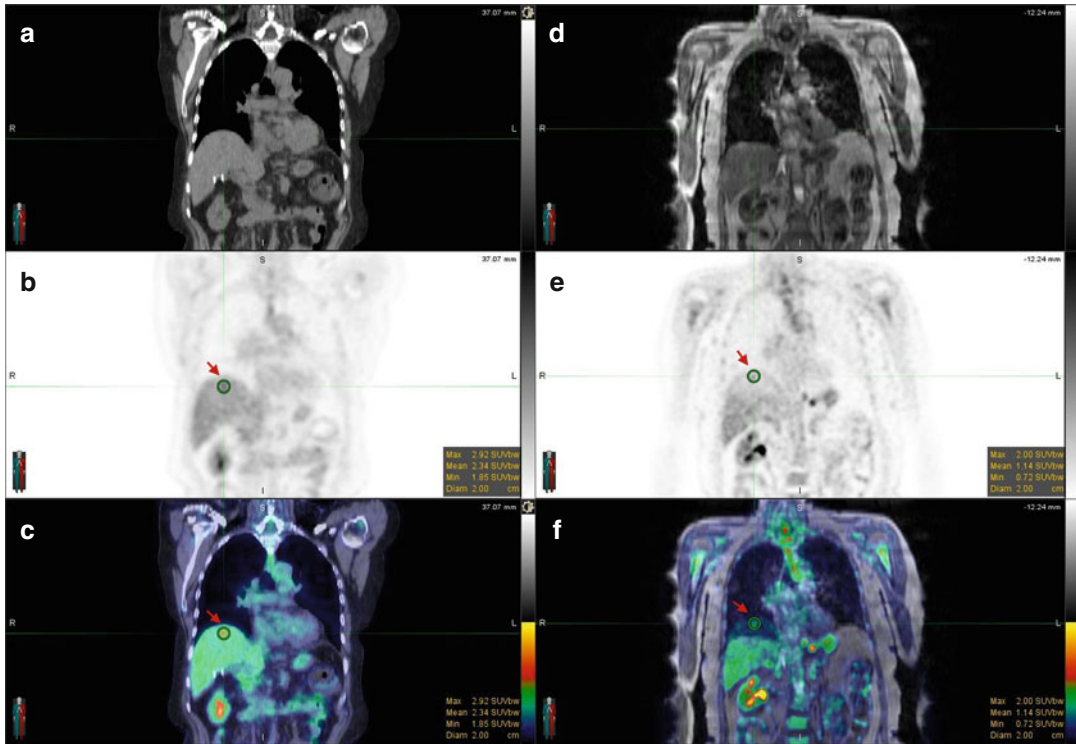 a
S
37.07 mm
R
L
I
d
S
-12.24 mm
R
L
I
b
S
37.07 mm
R
L
Max 2.92 SUVbw
Mean 2.34 SUVbw
Min 1.85 SUVbw
Diam 2.00 cm
I
e
S
-12.24 mm
R
L
Max 2.00 SUVbw
Mean 1.14 SUVbw
Min 0.72 SUVbw
Diam 2.00 cm
I
c
S
37.07 mm
R
L
Max 2.92 SUVbw
Mean 2.34 SUVbw
Min 1.85 SUVbw
Diam 2.00 cm
I
f
S
-12.24 mm
R
L
Max 2.00 SUVbw
Mean 1.14 SUVbw
Min 0.72 SUVbw
Diam 2.00 cm
I